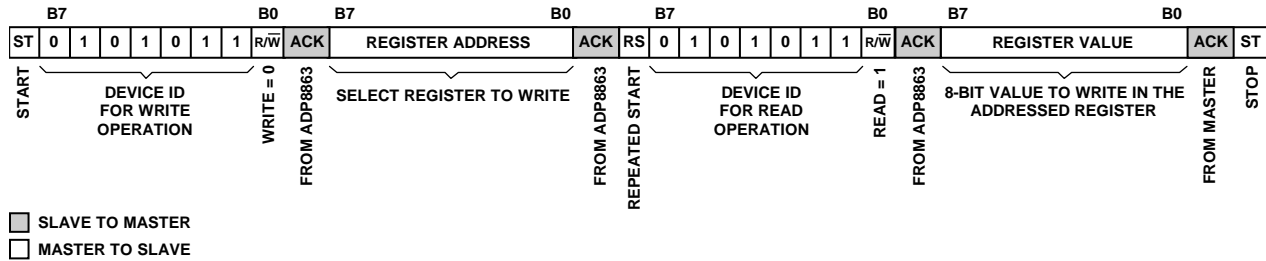 B7 B0 B7 B0 B7 B0 B7 B0
ST 0 1 0 1 0 1 1 R/W̅ ACK REGISTER ADDRESS ACK RS 0 1 0 1 0 1 1 R/W̅ ACK REGISTER VALUE ACK ST
START
DEVICE ID
FOR WRITE
OPERATION
WRITE = 0
FROM ADP8863
SELECT REGISTER TO WRITE
FROM ADP8863
REPEATED START
DEVICE ID
FOR READ
OPERATION
READ = 1
FROM ADP8863
8-BIT VALUE TO WRITE IN THE
ADDRESSED REGISTER
FROM MASTER
STOP
SLAVE TO MASTER
MASTER TO SLAVE